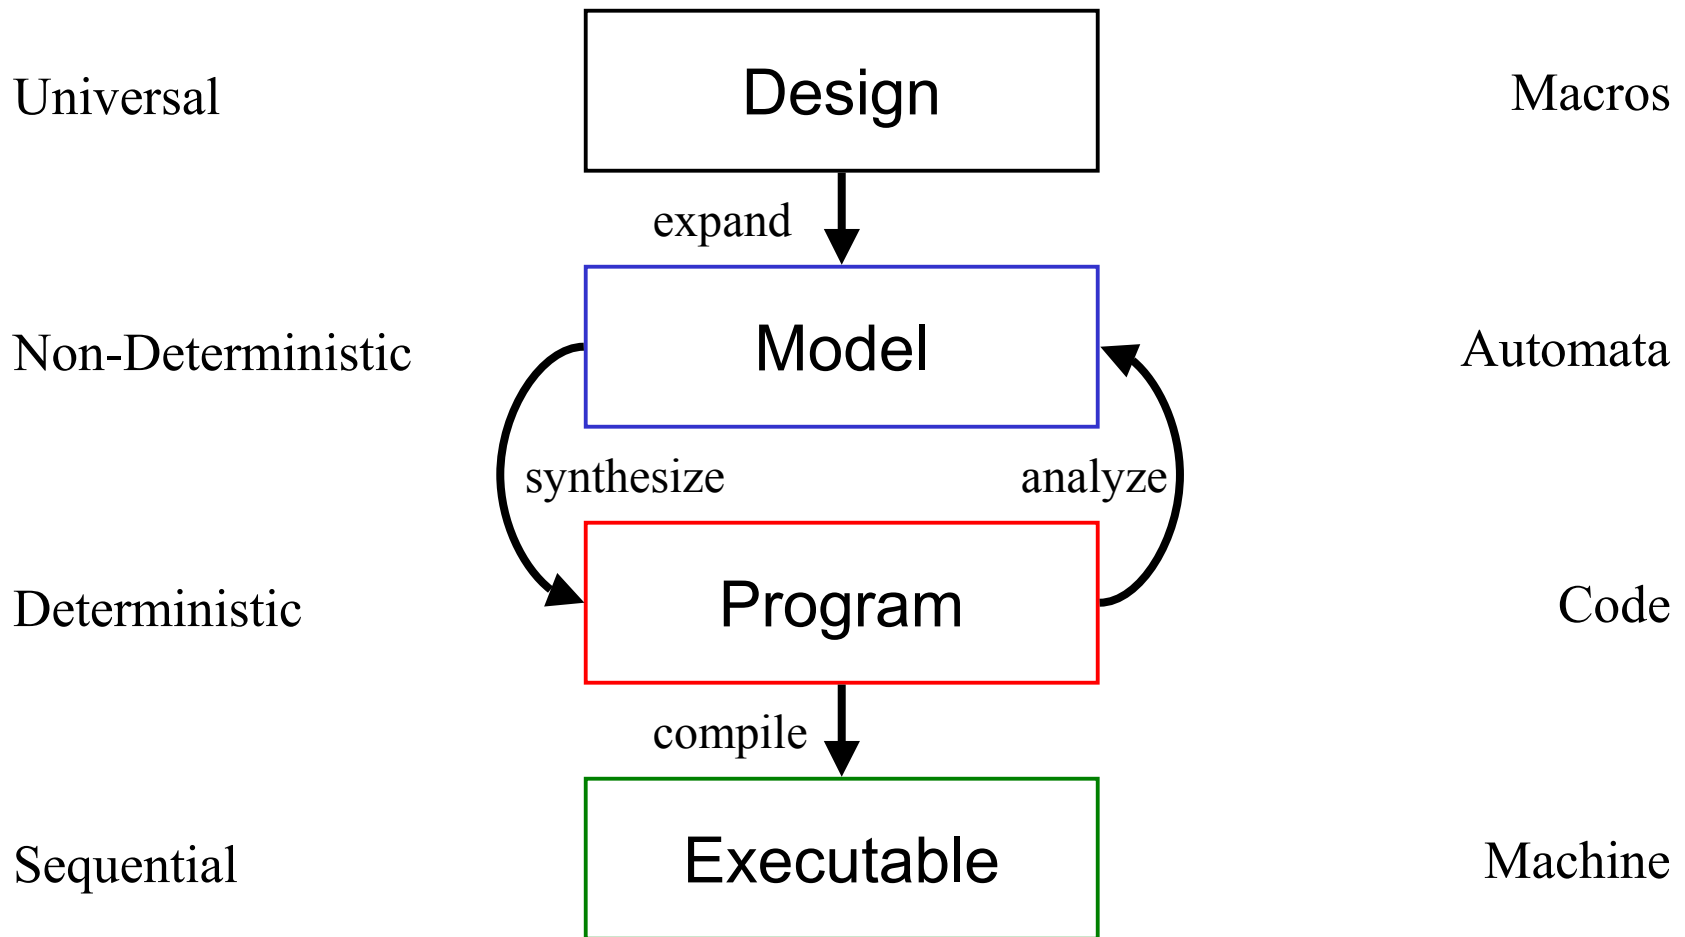 Universal
Design
Macros
expand
Non-Deterministic
Model
Automata
synthesize
analyze
Deterministic
Program
Code
compile
Sequential
Executable
Machine